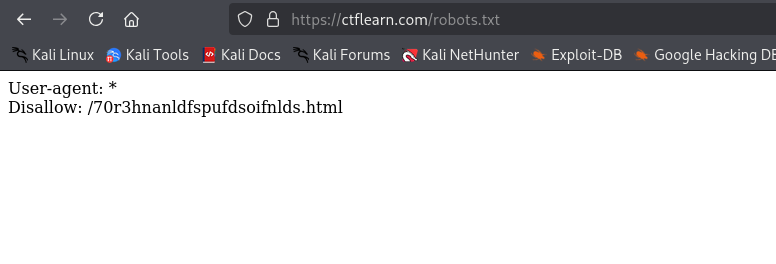 https://ctflearn.com/robots.txt
Kali Linux Kali Tools Kali Docs Kali Forums Kali NetHunter Exploit-DB Google Hacking DB
User-agent: *
Disallow: /70r3hnanldfspufdsoifnlds.html